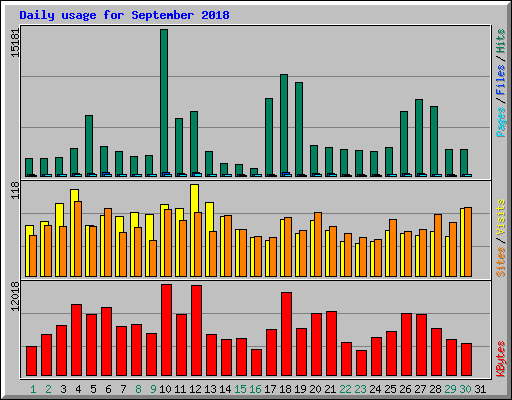 Daily usage for September 2018
15181
Pages / Files / Hits
118
Sites / Visits
12018
KBytes
1 2 3 4 5 6 7 8 9 10 11 12 13 14 15 16 17 18 19 20 21 22 23 24 25 26 27 28 29 30 31